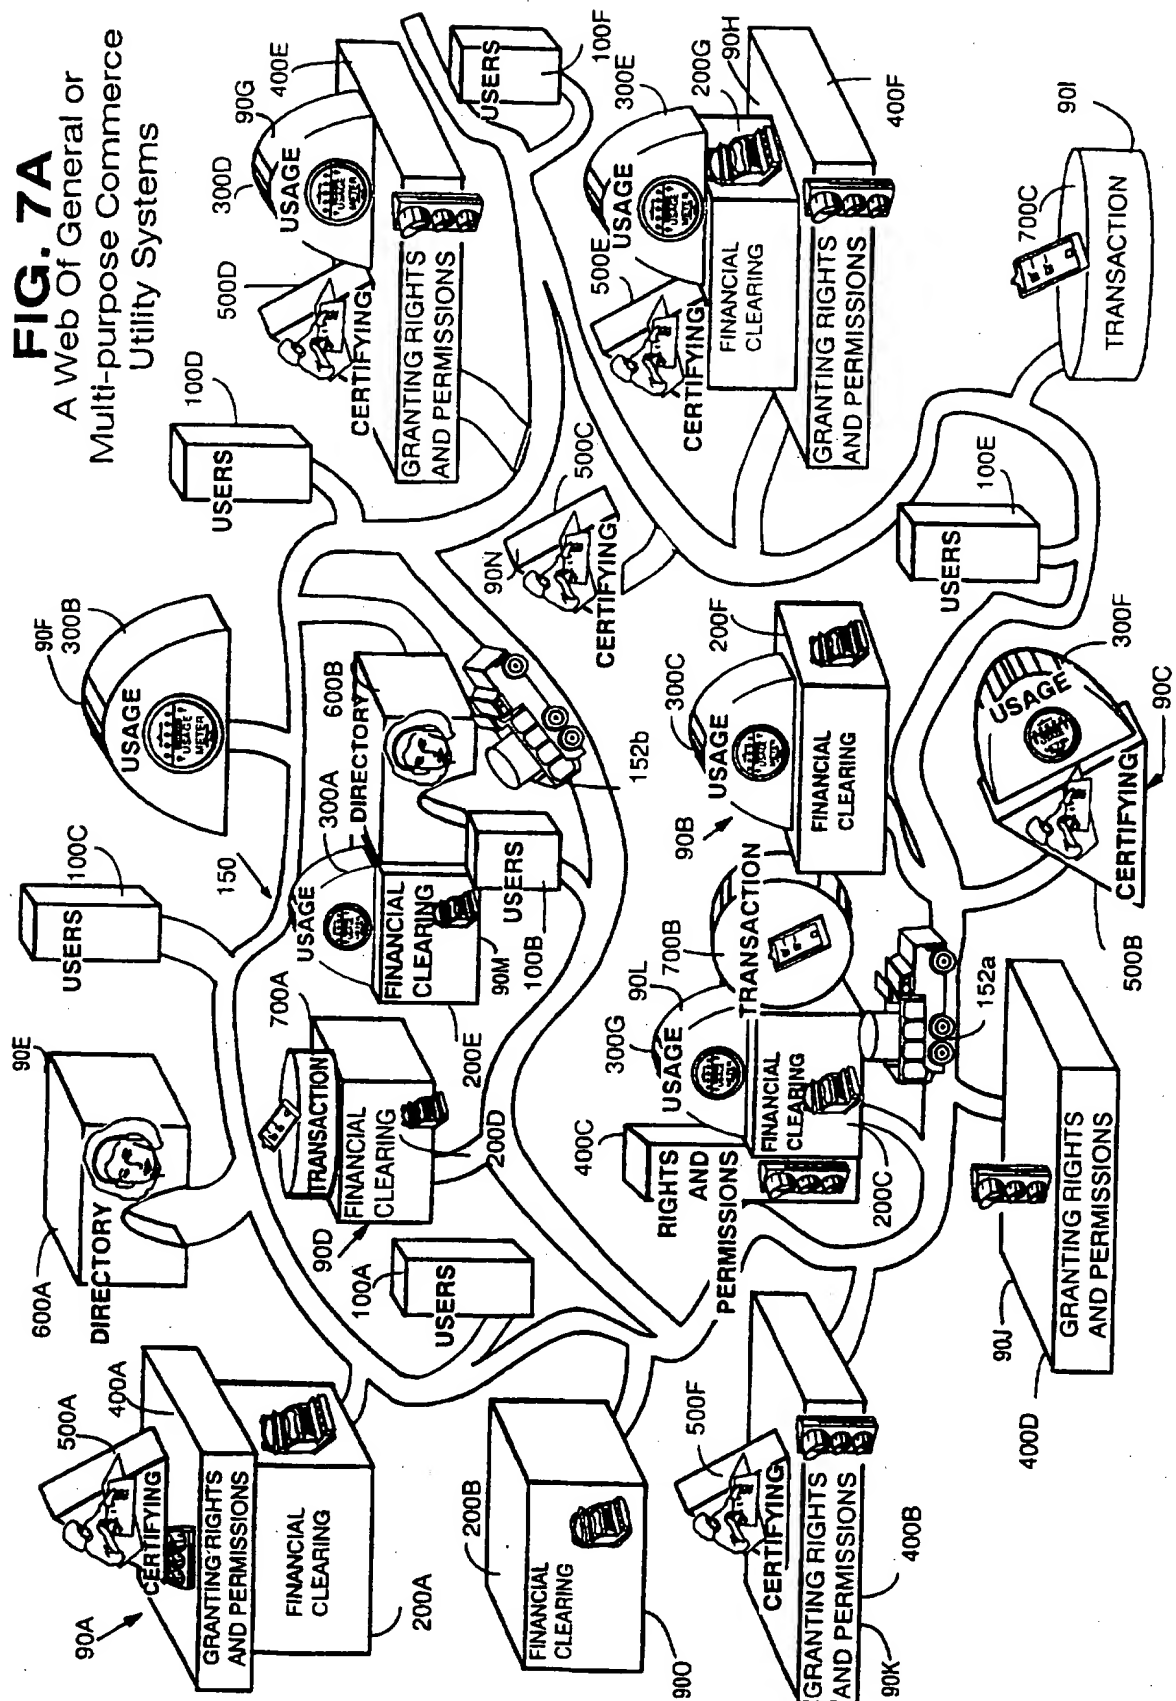 FIG. 7A
A Web Of General or
Multi-purpose Commerce
Utility Systems
90A
500A
400A
CERTIFYING
GRANTING RIGHTS
AND PERMISSIONS
FINANCIAL
CLEARING
200A
600A
90E
DIRECTORY
100C
USERS
150
90F
300B
USAGE
USAGE
METER
100D
USERS
500D
300D
90G
400E
USAGE
USAGE
METER
CERTIFYING
GRANTING RIGHTS
AND PERMISSIONS
USERS
100F
100A
USERS
90D
700A
TRANSACTION
FINANCIAL
CLEARING
200D
USAGE
300A
DIRECTORY
600B
FINANCIAL
CLEARING
90M
200E
USERS
100B
152b
90N
500C
CERTIFYING
500E
300E
200G
90H
USAGE
USAGE
METER
CERTIFYING
FINANCIAL
CLEARING
GRANTING RIGHTS
AND PERMISSIONS
400F
200B
FINANCIAL
CLEARING
90O
400C
RIGHTS
AND
PERMISSIONS
300G
90L
USAGE
700B
TRANSACTION
FINANCIAL
CLEARING
200C
152a
90B
300C
USAGE
200F
FINANCIAL
CLEARING
USERS
100E
700C
90I
TRANSACTION
500F
CERTIFYING
GRANTING RIGHTS
AND PERMISSIONS
400B
90K
90J
GRANTING RIGHTS
AND PERMISSIONS
400D
USAGE
300F
CERTIFYING
500B
90C